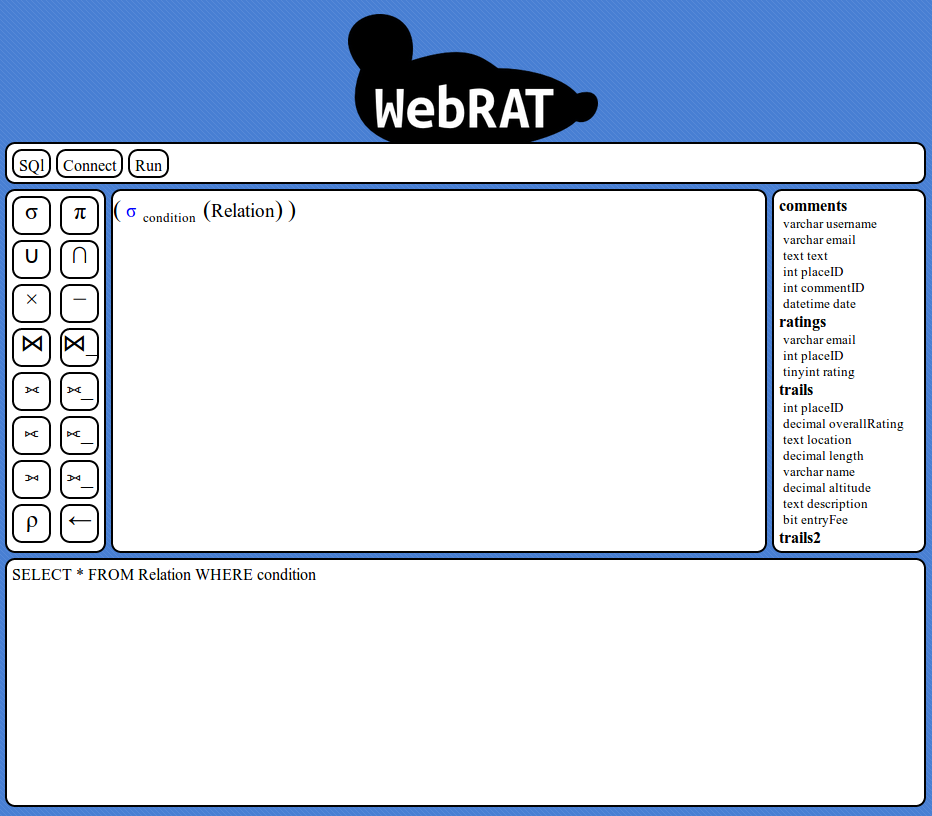 WebRAT
SQl Connect Run
σ π
∪ ∩
× −
⋈ ⋈_
⟗ ⟗_
⟕ ⟕_
⟖ ⟖_
ρ ←
( σ condition (Relation) )
comments
varchar username
varchar email
text text
int placeID
int commentID
datetime date
ratings
varchar email
int placeID
tinyint rating
trails
int placeID
decimal overallRating
text location
decimal length
varchar name
decimal altitude
text description
bit entryFee
trails2
SELECT * FROM Relation WHERE condition